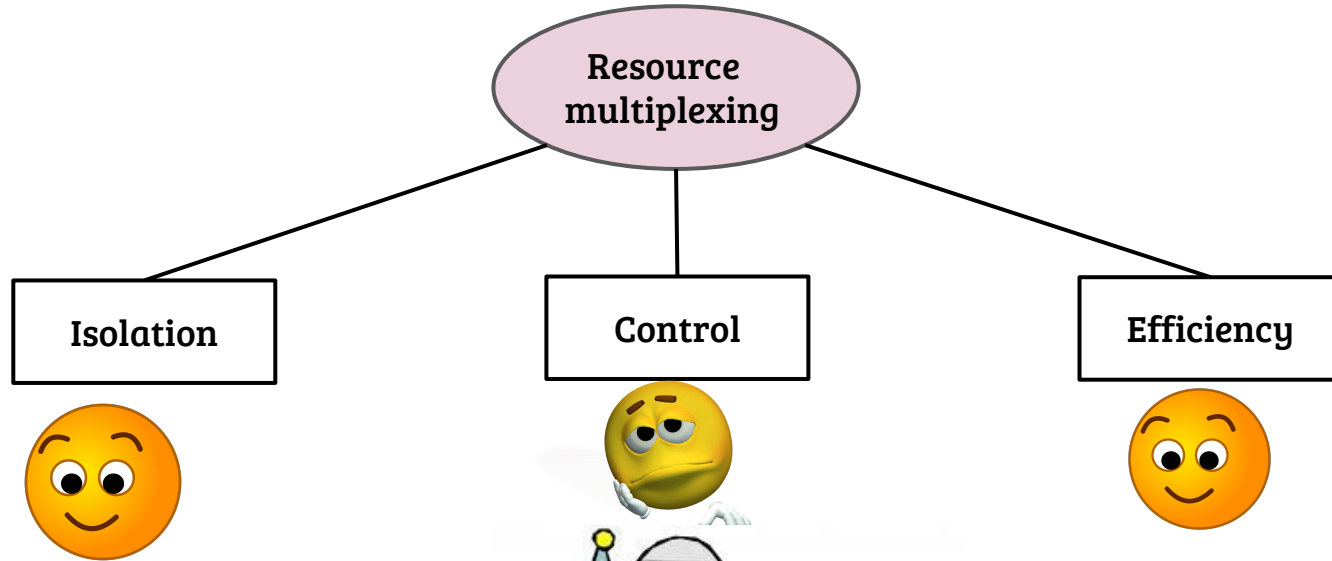 Resource
multiplexing
Isolation
Control
Efficiency